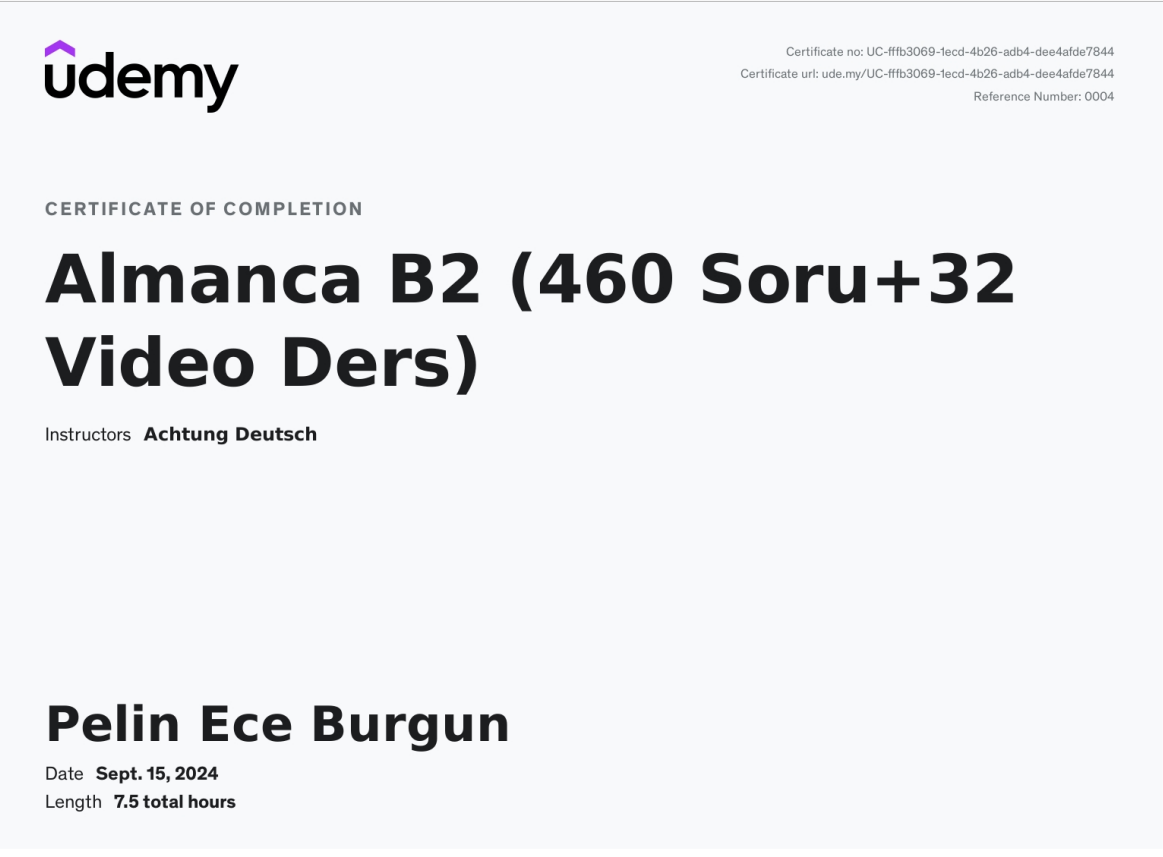 udemy
Certificate no: UC-fffb3069-1ecd-4b26-adb4-dee4afde7844
Certificate url: ude.my/UC-fffb3069-1ecd-4b26-adb4-dee4afde7844
Reference Number: 0004
CERTIFICATE OF COMPLETION
Almanca B2 (460 Soru+32
Video Ders)
Instructors Achtung Deutsch
Pelin Ece Burgun
Date Sept. 15, 2024
Length 7.5 total hours